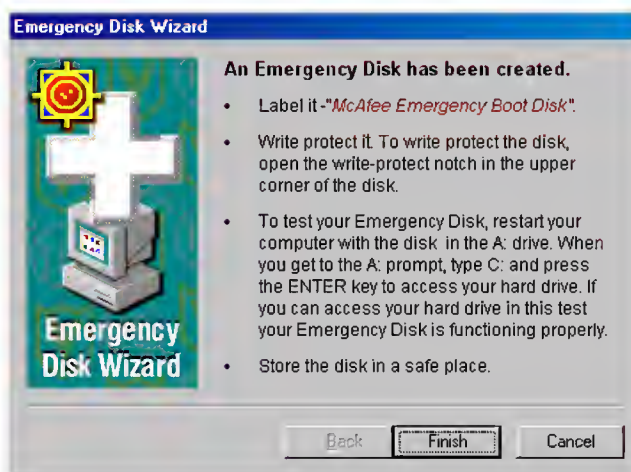 Emergency Disk Wizard
An Emergency Disk has been created.
• Label it -"McAfee Emergency Boot Disk".
• Write protect it. To write protect the disk,
open the write-protect notch in the upper
corner of the disk.
• To test your Emergency Disk, restart your
computer with the disk in the A: drive. When
you get to the A: prompt, type C: and press
the ENTER key to access your hard drive. If
you can access your hard drive in this test
your Emergency Disk is functioning properly.
• Store the disk in a safe place.
Emergency
Disk Wizard
Back
Finish
Cancel